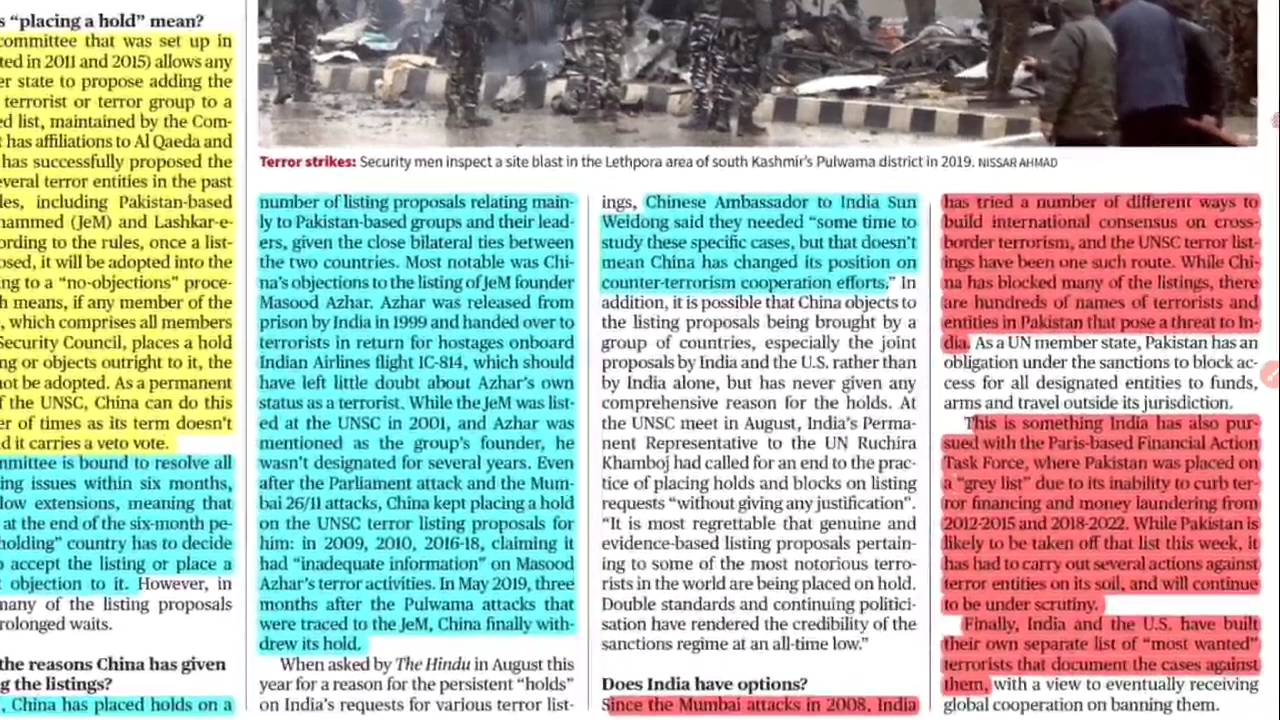 s “placing a hold” mean?
committee that was set up in
ted in 2011 and 2015) allows any
er state to propose adding the
terrorist or terror group to a
ed list, maintained by the Com-
t has affiliations to Al Qaeda and
has successfully proposed the
everal terror entities in the past
les, including Pakistan-based
hammed (JeM) and Lashkar-e-
ording to the rules, once a list-
osed, it will be adopted into the
ng to a “no-objections” proce-
h means, if any member of the
, which comprises all members
Security Council, places a hold
ng or objects outright to it, the
not be adopted. As a permanent
f the UNSC, China can do this
er of times as its term doesn’t
d it carries a veto vote.
mmittee is bound to resolve all
ing issues within six months,
low extensions, meaning that
at the end of the six-month pe-
holding” country has to decide
o accept the listing or place a
t objection to it. However, in
many of the listing proposals
rolonged waits.
the reasons China has given
g the listings?
, China has placed holds on a
Terror strikes: Security men inspect a site blast in the Lethpora area of south Kashmir’s Pulwama district in 2019. NISSAR AHMAD
number of listing proposals relating main-
ly to Pakistan-based groups and their lead-
ers, given the close bilateral ties between
the two countries. Most notable was Chi-
na’s objections to the listing of JeM founder
Masood Azhar. Azhar was released from
prison by India in 1999 and handed over to
terrorists in return for hostages onboard
Indian Airlines flight IC-814, which should
have left little doubt about Azhar’s own
status as a terrorist. While the JeM was list-
ed at the UNSC in 2001, and Azhar was
mentioned as the group’s founder, he
wasn’t designated for several years. Even
after the Parliament attack and the Mum-
bai 26/11 attacks, China kept placing a hold
on the UNSC terror listing proposals for
him: in 2009, 2010, 2016-18, claiming it
had “inadequate information” on Masood
Azhar’s terror activities. In May 2019, three
months after the Pulwama attacks that
were traced to the JeM, China finally with-
drew its hold.
When asked by The Hindu in August this
year for a reason for the persistent “holds”
on India’s requests for various terror list-
ings, Chinese Ambassador to India Sun
Weidong said they needed “some time to
study these specific cases, but that doesn’t
mean China has changed its position on
counter-terrorism cooperation efforts.” In
addition, it is possible that China objects to
the listing proposals being brought by a
group of countries, especially the joint
proposals by India and the U.S. rather than
by India alone, but has never given any
comprehensive reason for the holds. At
the UNSC meet in August, India’s Perma-
nent Representative to the UN Ruchira
Khamboj had called for an end to the prac-
tice of placing holds and blocks on listing
requests “without giving any justification”.
“It is most regrettable that genuine and
evidence-based listing proposals pertain-
ing to some of the most notorious terro-
rists in the world are being placed on hold.
Double standards and continuing politici-
sation have rendered the credibility of the
sanctions regime at an all-time low.”
Does India have options?
Since the Mumbai attacks in 2008, India
has tried a number of different ways to
build international consensus on cross-
border terrorism, and the UNSC terror list-
ings have been one such route. While Chi-
na has blocked many of the listings, there
are hundreds of names of terrorists and
entities in Pakistan that pose a threat to In-
dia. As a UN member state, Pakistan has an
obligation under the sanctions to block ac-
cess for all designated entities to funds,
arms and travel outside its jurisdiction.
This is something India has also pur-
sued with the Paris-based Financial Action
Task Force, where Pakistan was placed on
a “grey list” due to its inability to curb ter-
ror financing and money laundering from
2012-2015 and 2018-2022. While Pakistan is
likely to be taken off that list this week, it
has had to carry out several actions against
terror entities on its soil, and will continue
to be under scrutiny.
Finally, India and the U.S. have built
their own separate list of “most wanted”
terrorists that document the cases against
them, with a view to eventually receiving
global cooperation on banning them.